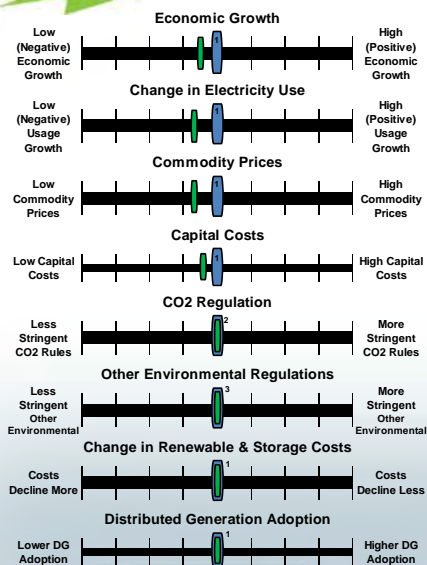 Economic Growth
Low
(Negative)
Economic
Growth
1
High
(Positive)
Economic
Growth
Change in Electricity Use
Low
(Negative)
Usage
Growth
1
High
(Positive)
Usage
Growth
Commodity Prices
Low
Commodity
Prices
1
High
Commodity
Prices
Capital Costs
Low Capital
Costs
1
High Capital
Costs
CO2 Regulation
Less
Stringent
CO2 Rules
2
More
Stringent
CO2 Rules
Other Environmental Regulations
Less
Stringent
Other
Environmental
3
More
Stringent
Other
Environmental
Change in Renewable & Storage Costs
Costs
Decline More
1
Costs
Decline Less
Distributed Generation Adoption
Lower DG
Adoption
1
Higher DG
Adoption